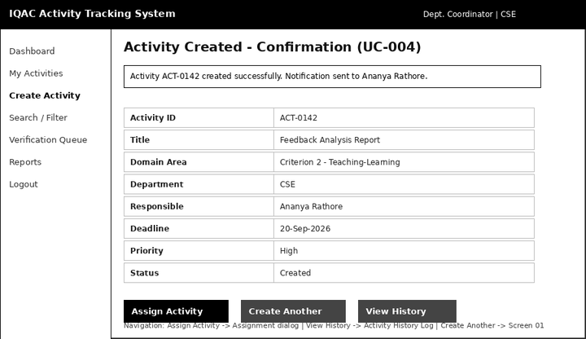 IQAC Activity Tracking System
Dept. Coordinator | CSE
Dashboard
My Activities
Create Activity
Search / Filter
Verification Queue
Reports
Logout
Activity Created - Confirmation (UC-004)
Activity ACT-0142 created successfully. Notification sent to Ananya Rathore.
Activity ID ACT-0142
Title Feedback Analysis Report
Domain Area Criterion 2 - Teaching-Learning
Department CSE
Responsible Ananya Rathore
Deadline 20-Sep-2026
Priority High
Status Created
Assign Activity Create Another View History
Navigation: Assign Activity -> Assignment dialog | View History -> Activity History Log | Create Another -> Screen 01